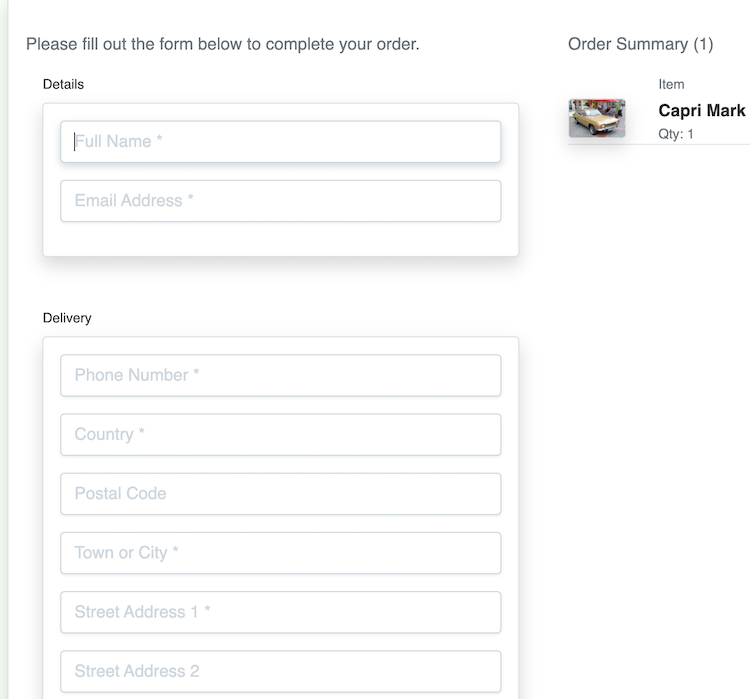 Please fill out the form below to complete your order.
Details
Full Name *
Email Address *
Delivery
Phone Number *
Country *
Postal Code
Town or City *
Street Address 1 *
Street Address 2
Order Summary (1)
Item
Capri Mark
Qty: 1